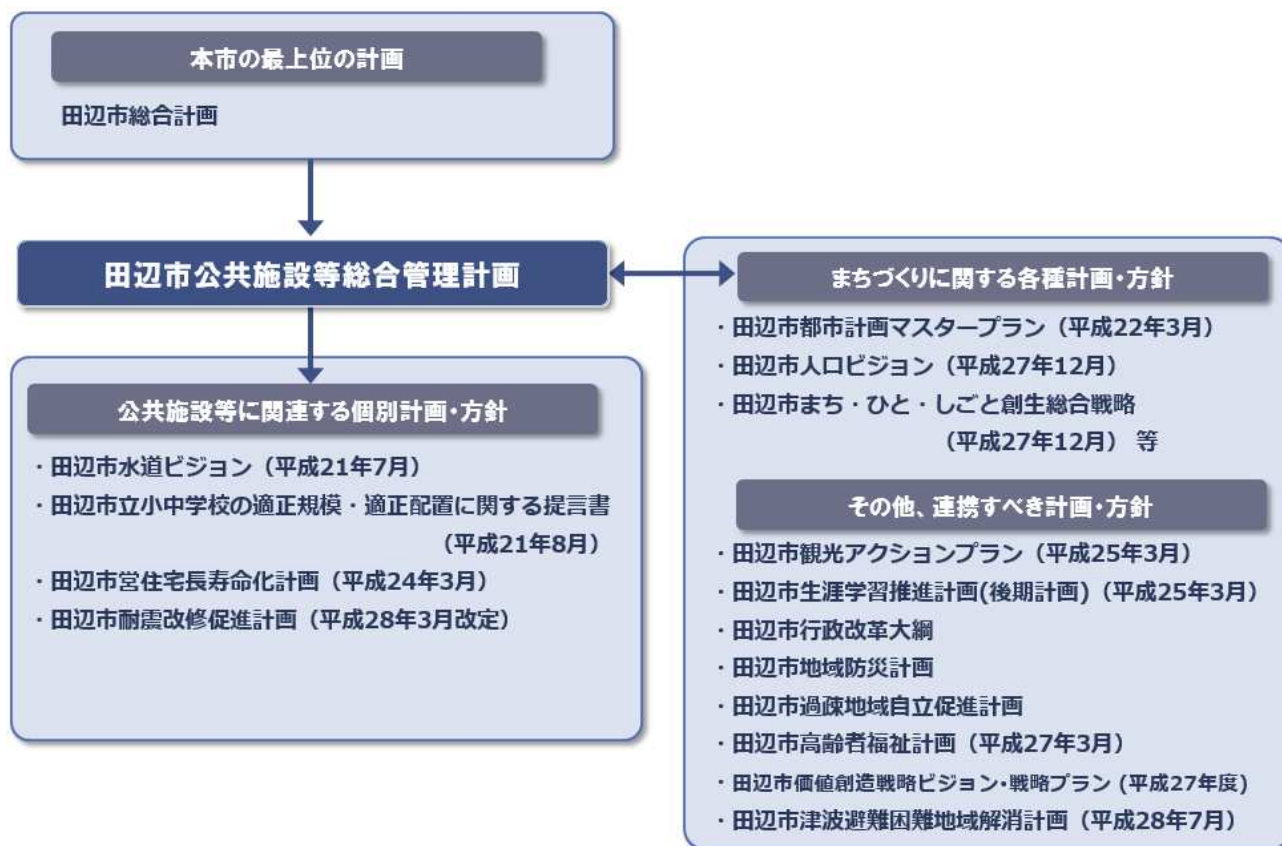 本市の最上位の計画
田辺市総合計画
田辺市公共施設等総合管理計画
公共施設等に関連する個別計画・方針
・田辺市水道ビジョン（平成21年7月）
・田辺市立小中学校の適正規模・適正配置に関する提言書
（平成21年8月）
・田辺市営住宅長寿命化計画（平成24年3月）
・田辺市耐震改修促進計画（平成28年3月改定）
まちづくりに関する各種計画・方針
・田辺市都市計画マスタープラン（平成22年3月）
・田辺市人口ビジョン（平成27年12月）
・田辺市まち・ひと・しごと創生総合戦略
（平成27年12月） 等
その他、連携すべき計画・方針
・田辺市観光アクションプラン（平成25年3月）
・田辺市生涯学習推進計画(後期計画)（平成25年3月）
・田辺市行政改革大綱
・田辺市地域防災計画
・田辺市過疎地域自立促進計画
・田辺市高齢者福祉計画（平成27年3月）
・田辺市価値創造戦略ビジョン・戦略プラン (平成27年度)
・田辺市津波避難困難地域解消計画（平成28年7月）